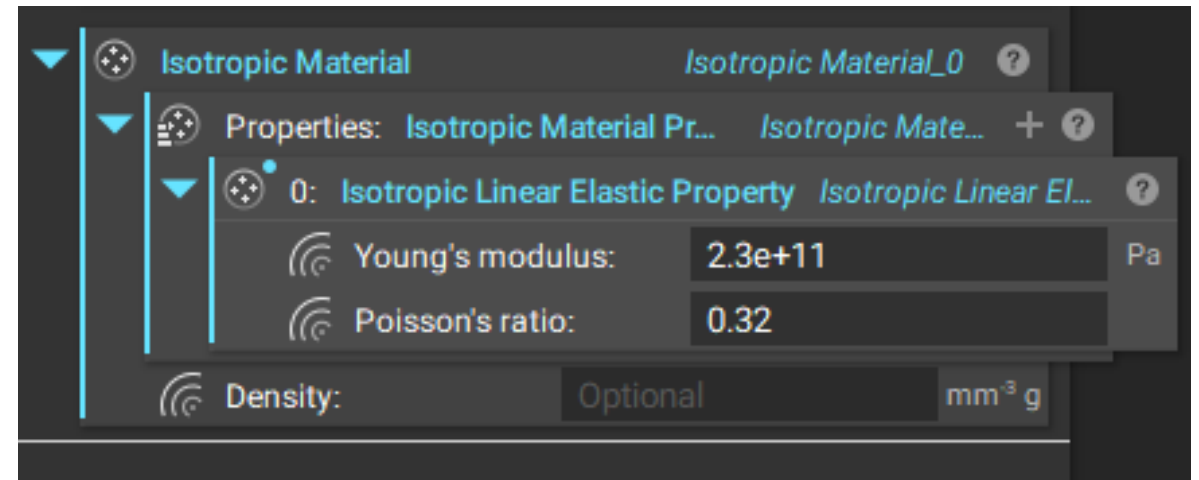 Isotropic Material Isotropic Material_0 ?
Properties: Isotropic Material Pr... Isotropic Mate... + ?
0: Isotropic Linear Elastic Property Isotropic Linear El... ?
Young's modulus: 2.3e+11 Pa
Poisson's ratio: 0.32
Density: Optional mm⁻³ g